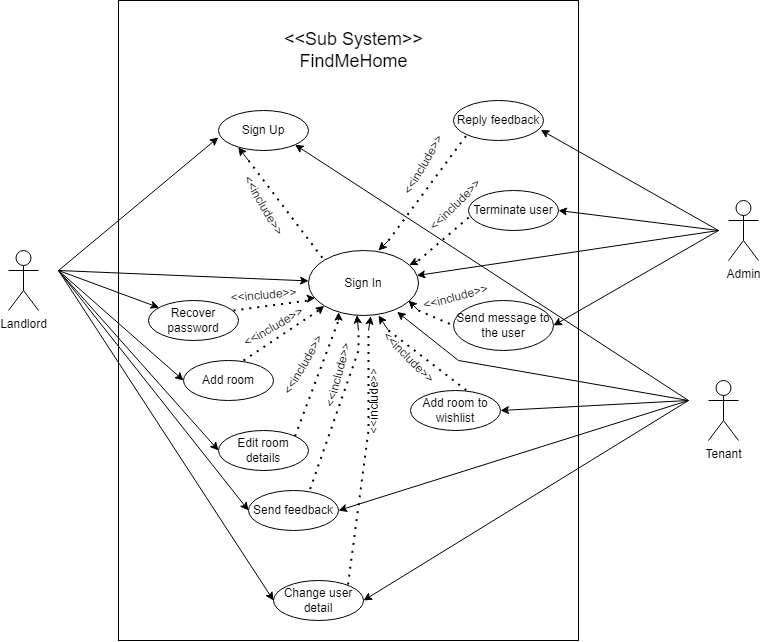 <<Sub System>>
FindMeHome
Sign Up
Reply feedback
<<include>>
<<include>>
Terminate user
<<include>>
Admin
Sign In
Landlord
Recover
password
<<include>>
<<include>>
Send message to
the user
<<include>>
Add room
<<include>>
<<include>>
<<include>>
<<include>>
Add room to
wishlist
Edit room
details
Tenant
Send feedback
Change user
detail